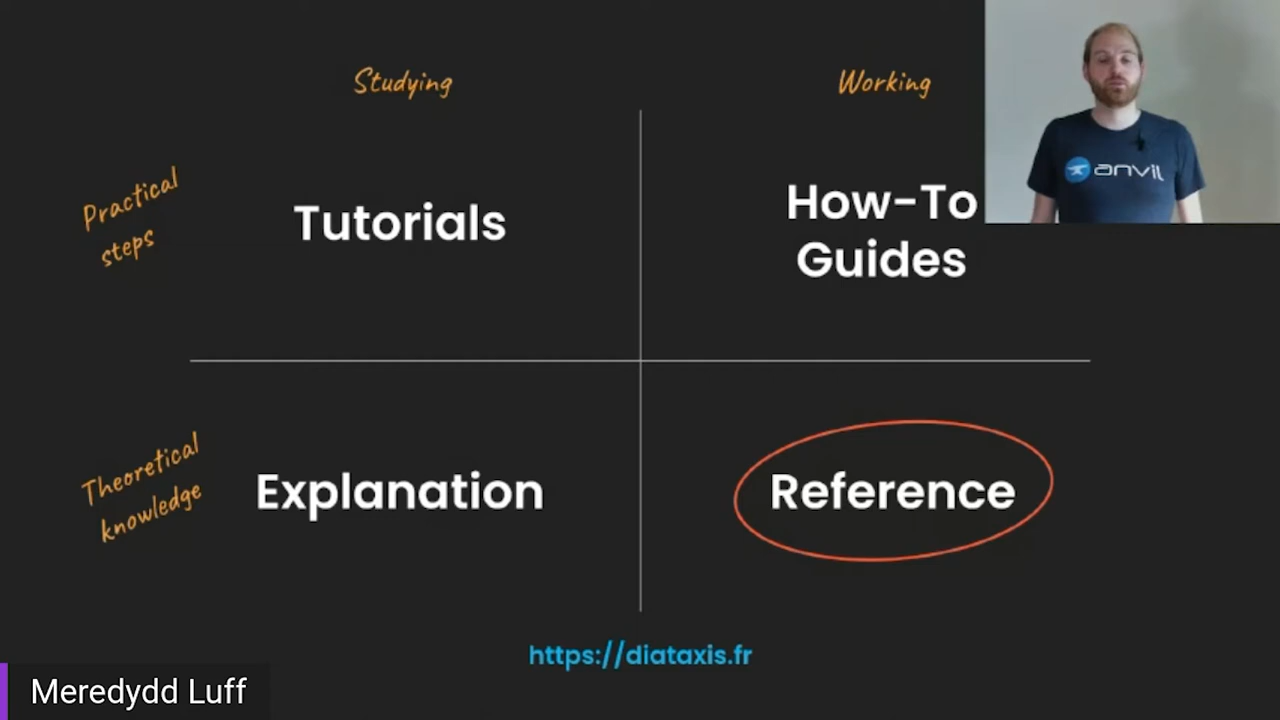 Studying
Working
anvil
Practical
steps
Tutorials
How-To
Guides
Theoretical
knowledge
Explanation
Reference
https://diataxis.fr
Meredydd Luff